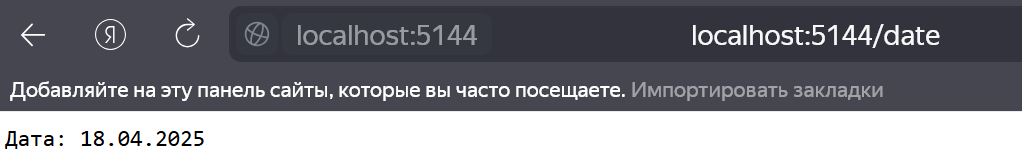 Я localhost:5144 localhost:5144/date
Добавляйте на эту панель сайты, которые вы часто посещаете. Импортировать закладки
Дата: 18.04.2025